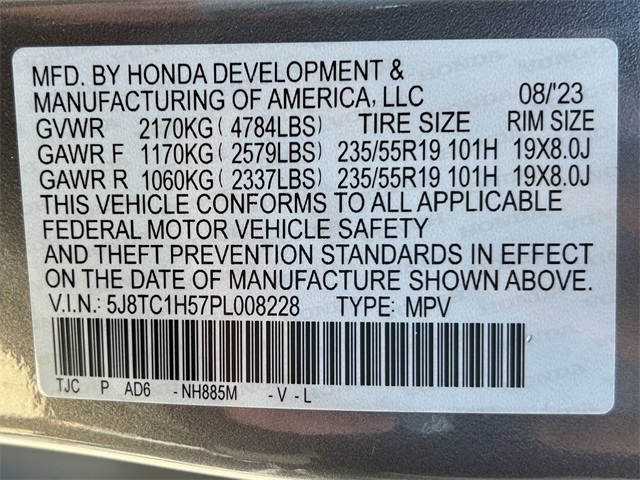 MFD. BY HONDA DEVELOPMENT &
MANUFACTURING OF AMERICA, LLC 08/'23
GVWR 2170KG ( 4784LBS ) TIRE SIZE RIM SIZE
GAWR F 1170KG ( 2579LBS ) 235/55R19 101H 19X8.0J
GAWR R 1060KG ( 2337LBS ) 235/55R19 101H 19X8.0J
THIS VEHICLE CONFORMS TO ALL APPLICABLE
FEDERAL MOTOR VEHICLE SAFETY
AND THEFT PREVENTION STANDARDS IN EFFECT
ON THE DATE OF MANUFACTURE SHOWN ABOVE.
V.I.N.: 5J8TC1H57PL008228 TYPE: MPV
TJC P AD6 -NH885M -V-L